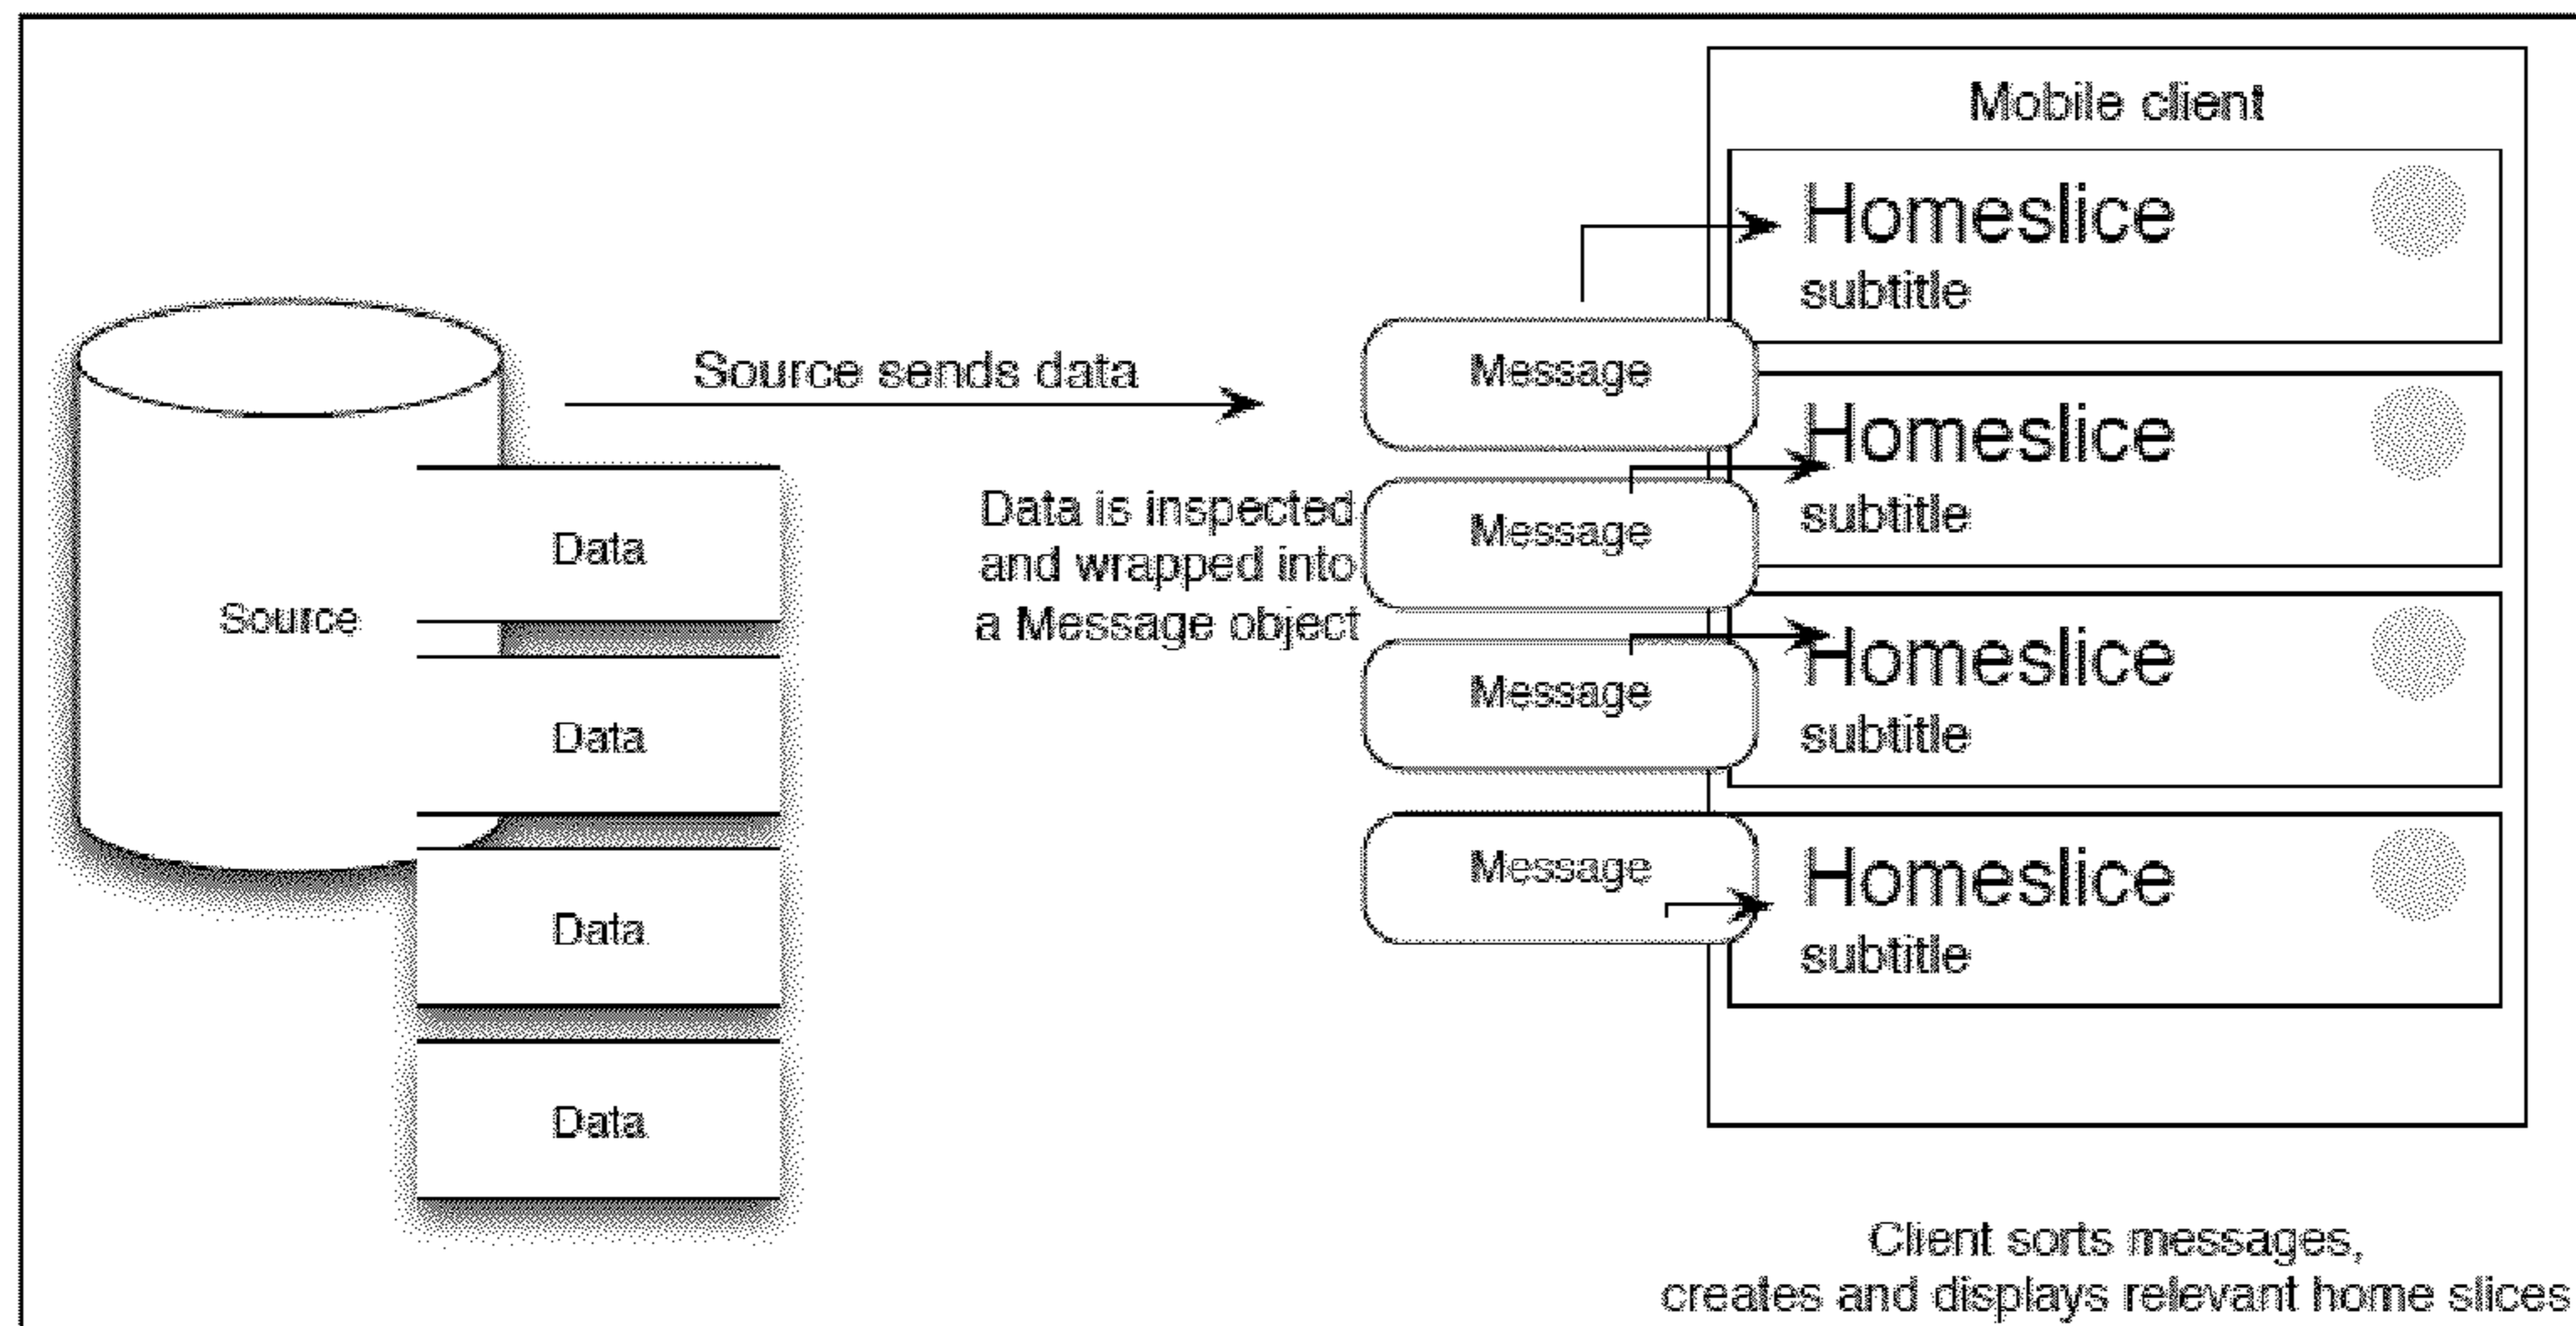 Mobile client
Homeslice
subtitle
Source sends data
Message
Homeslice
subtitle
Data is inspected
and wrapped into
a Message object
Message
Data
Source
Message
Homeslice
subtitle
Data
Message
Homeslice
subtitle
Data
Data
Client sorts messages,
creates and displays relevant home slices